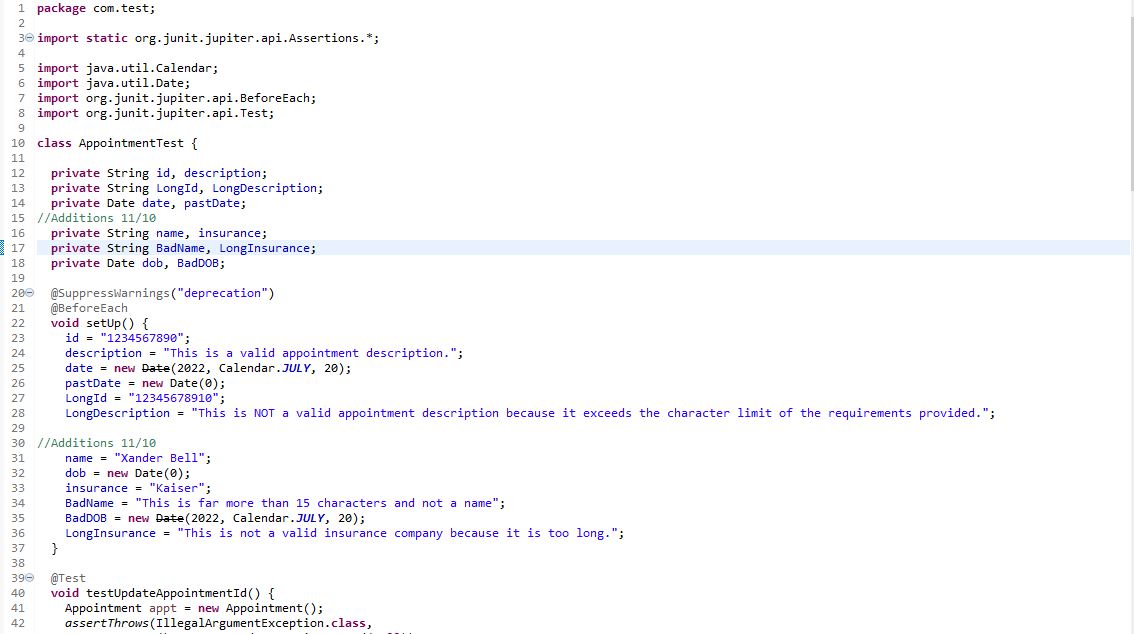 1 package com.test;
2
3 import static org.junit.jupiter.api.Assertions.*;
4
5 import java.util.Calendar;
6 import java.util.Date;
7 import org.junit.jupiter.api.BeforeEach;
8 import org.junit.jupiter.api.Test;
9
10 class AppointmentTest {
11
12 private String id, description;
13 private String LongId, LongDescription;
14 private Date date, pastDate;
15 //Additions 11/10
16 private String name, insurance;
17 private String BadName, LongInsurance;
18 private Date dob, BadDOB;
19
20 @SuppressWarnings("deprecation")
21 @BeforeEach
22 void setUp() {
23 id = "1234567890";
24 description = "This is a valid appointment description.";
25 date = new Date(2022, Calendar.JULY, 20);
26 pastDate = new Date(0);
27 LongId = "12345678910";
28 LongDescription = "This is NOT a valid appointment description because it exceeds the character limit of the requirements provided.";
29
30 //Additions 11/10
31 name = "Xander Bell";
32 dob = new Date(0);
33 insurance = "Kaiser";
34 BadName = "This is far more than 15 characters and not a name";
35 BadDOB = new Date(2022, Calendar.JULY, 20);
36 LongInsurance = "This is not a valid insurance company because it is too long.";
37 }
38
39 @Test
40 void testUpdateAppointmentId() {
41 Appointment appt = new Appointment();
42 assertThrows(IllegalArgumentException.class,